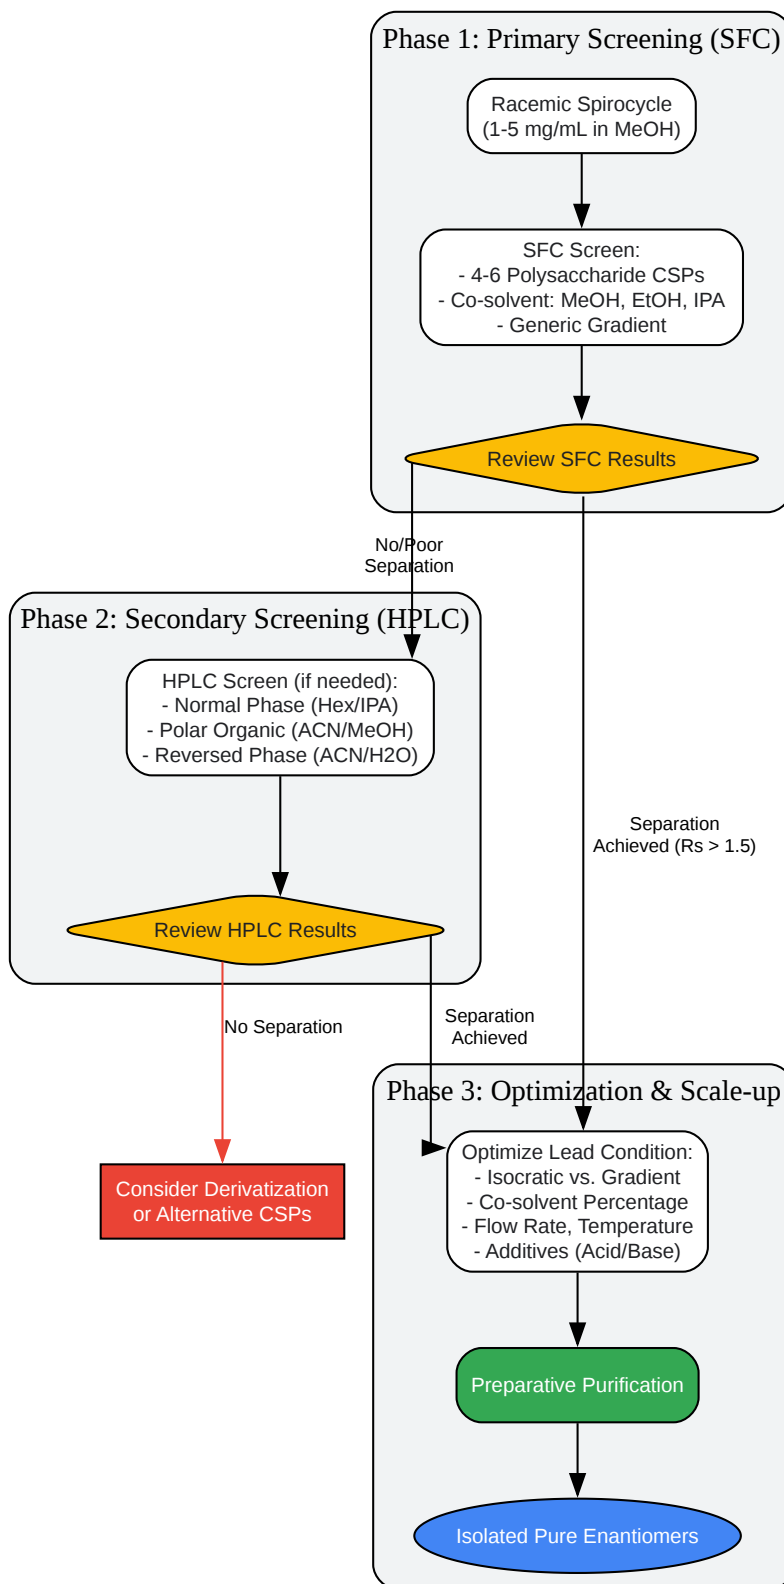 Phase 1: Primary Screening (SFC)
Racemic Spirocycle
(1-5 mg/mL in MeOH)
SFC Screen:
- 4-6 Polysaccharide CSPs
- Co-solvent: MeOH, EtOH, IPA
- Generic Gradient
Review SFC Results
No/Poor
Separation
Phase 2: Secondary Screening (HPLC)
HPLC Screen (if needed):
- Normal Phase (Hex/IPA)
- Polar Organic (ACN/MeOH)
- Reversed Phase (ACN/H2O)
Separation
Achieved (Rs > 1.5)
Review HPLC Results
No Separation
Separation
Achieved
Phase 3: Optimization & Scale-up
Optimize Lead Condition:
- Isocratic vs. Gradient
- Co-solvent Percentage
- Flow Rate, Temperature
- Additives (Acid/Base)
Consider Derivatization
or Alternative CSPs
Preparative Purification
Isolated Pure Enantiomers